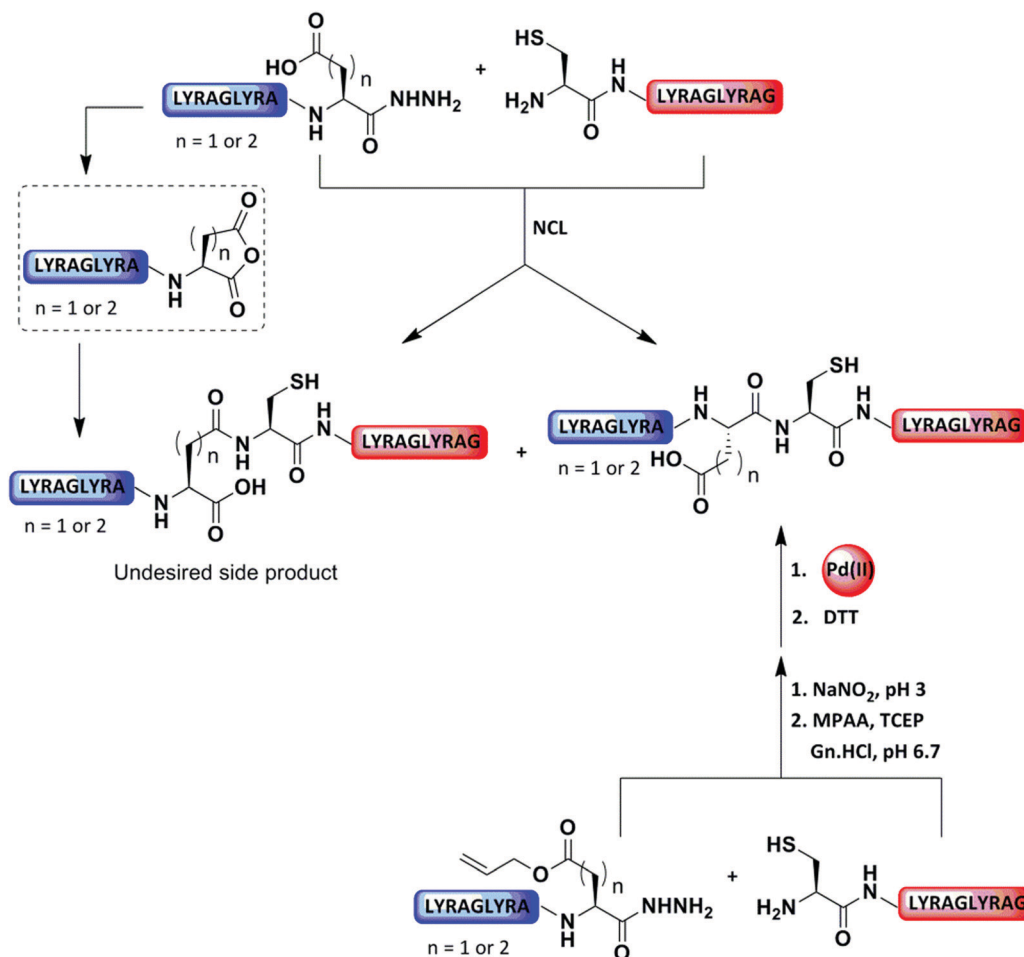 O
HO
n
LYRAGLYRA
N
H
NHNH2
O
n = 1 or 2
+
HS
H2N
O
H
N
LYRAGLYRAG
NCL
O
n
O
LYRAGLYRA
N
H
O
n = 1 or 2
O
SH
n
N
H
H
N
O
LYRAGLYRAG
LYRAGLYRA
N
H
OH
O
n = 1 or 2
Undesired side product
+
SH
H
N
O
H
N
LYRAGLYRA
N
H
O
LYRAGLYRAG
n = 1 or 2
HO
n
O
1. Pd(II)
2. DTT
1. NaNO2, pH 3
2. MPAA, TCEP
Gn.HCl, pH 6.7
O
O
n
LYRAGLYRA
N
H
NHNH2
O
n = 1 or 2
+
HS
H2N
O
H
N
LYRAGLYRAG